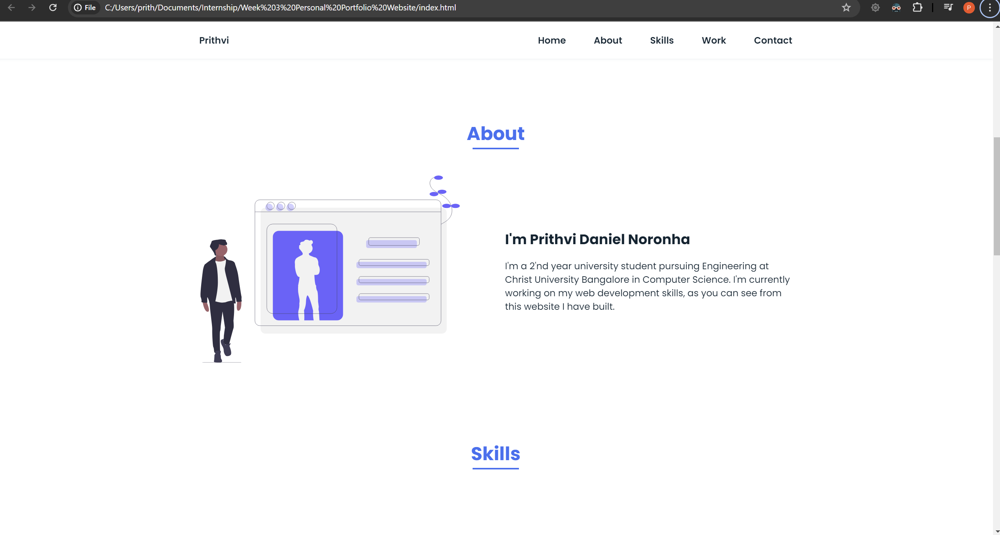 File C:/Users/prith/Documents/Internship/Week%203%20Personal%20Portfolio%20Website/index.html
P
Prithvi Home About Skills Work Contact
About
I'm Prithvi Daniel Noronha
I'm a 2'nd year university student pursuing Engineering at
Christ University Bangalore in Computer Science. I'm currently
working on my web development skills, as you can see from
this website I have built.
Skills